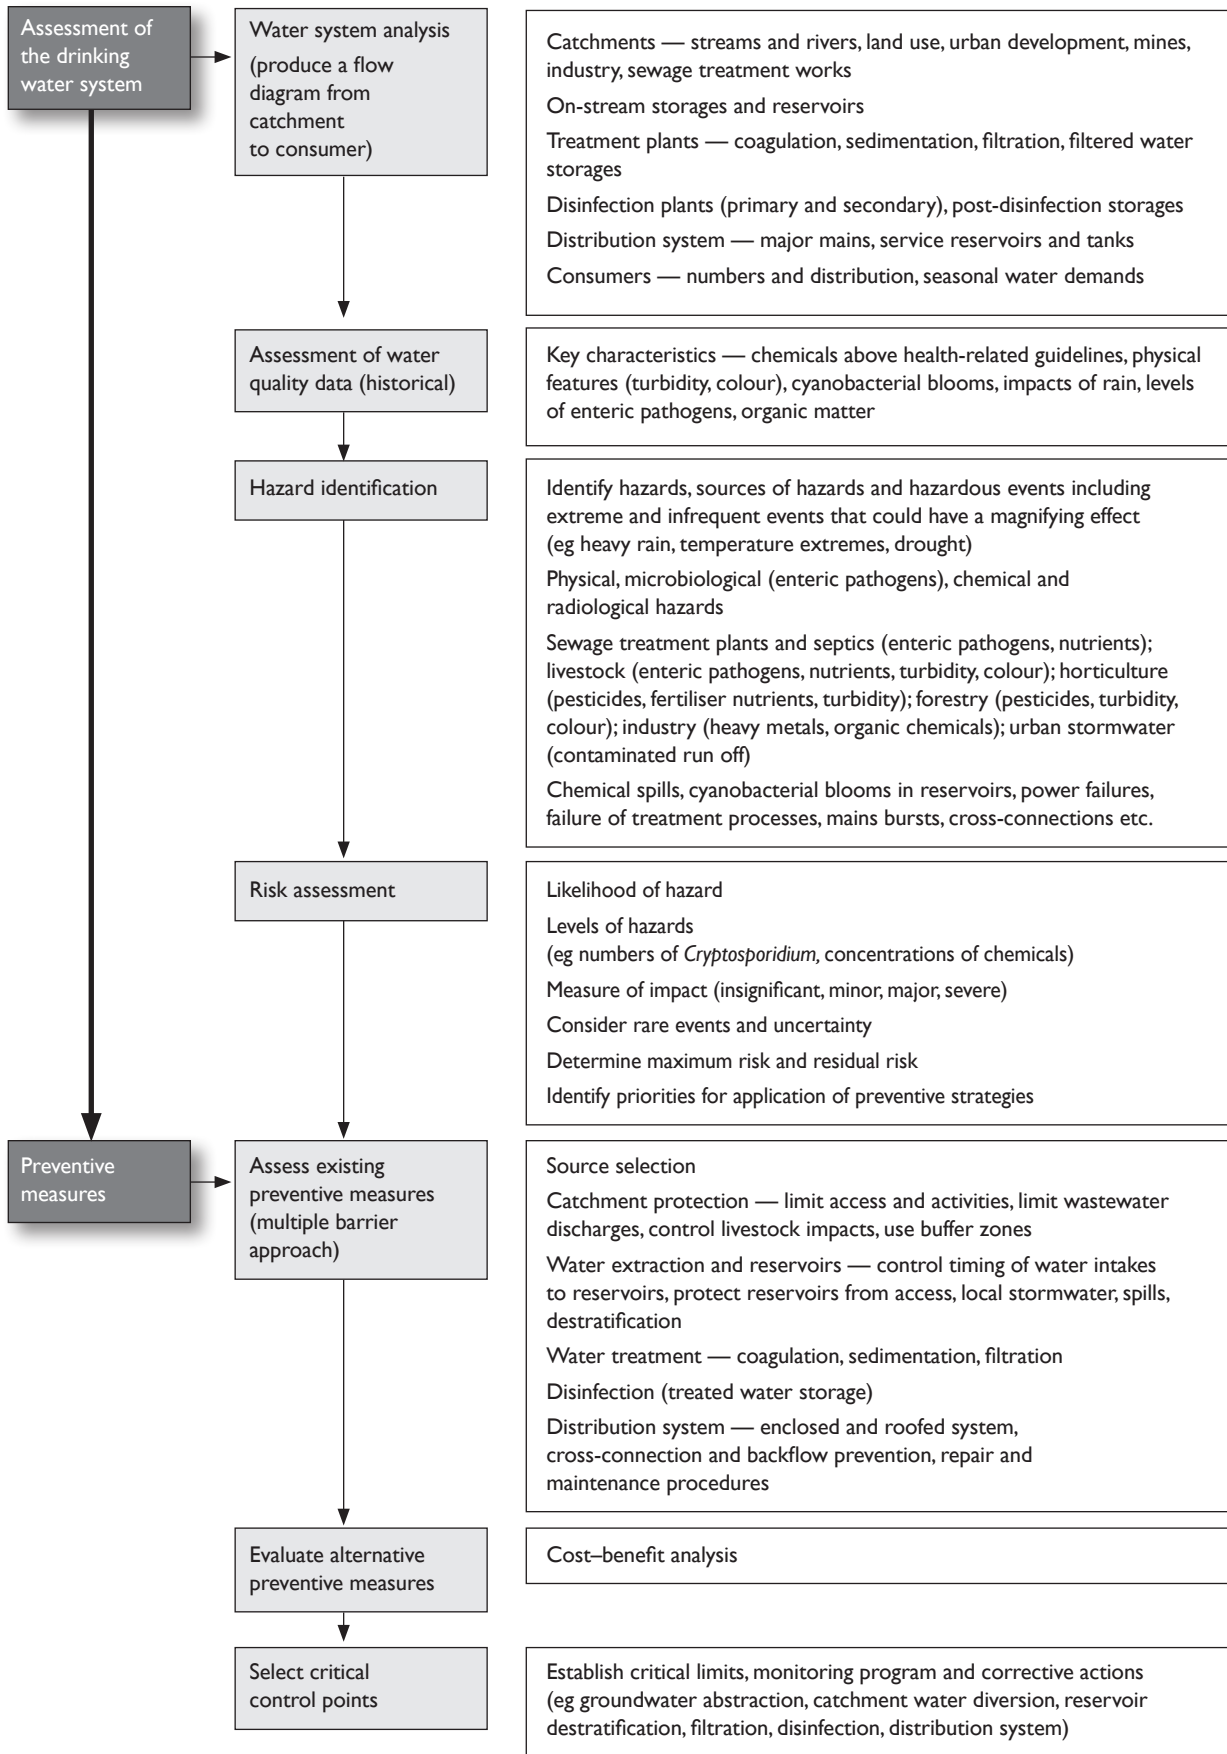 Assessment of
the drinking
water system
Water system analysis
(produce a flow
diagram from
catchment
to consumer)
Catchments — streams and rivers, land use, urban development, mines,
industry, sewage treatment works
On-stream storages and reservoirs
Treatment plants — coagulation, sedimentation, filtration, filtered water
storages
Disinfection plants (primary and secondary), post-disinfection storages
Distribution system — major mains, service reservoirs and tanks
Consumers — numbers and distribution, seasonal water demands
Assessment of water
quality data (historical)
Key characteristics — chemicals above health-related guidelines, physical
features (turbidity, colour), cyanobacterial blooms, impacts of rain, levels
of enteric pathogens, organic matter
Hazard identification
Identify hazards, sources of hazards and hazardous events including
extreme and infrequent events that could have a magnifying effect
(eg heavy rain, temperature extremes, drought)
Physical, microbiological (enteric pathogens), chemical and
radiological hazards
Sewage treatment plants and septics (enteric pathogens, nutrients);
livestock (enteric pathogens, nutrients, turbidity, colour); horticulture
(pesticides, fertiliser nutrients, turbidity); forestry (pesticides, turbidity,
colour); industry (heavy metals, organic chemicals); urban stormwater
(contaminated run off)
Chemical spills, cyanobacterial blooms in reservoirs, power failures,
failure of treatment processes, mains bursts, cross-connections etc.
Risk assessment
Likelihood of hazard
Levels of hazards
(eg numbers of Cryptosporidium, concentrations of chemicals)
Measure of impact (insignificant, minor, major, severe)
Consider rare events and uncertainty
Determine maximum risk and residual risk
Identify priorities for application of preventive strategies
Preventive
measures
Assess existing
preventive measures
(multiple barrier
approach)
Source selection
Catchment protection — limit access and activities, limit wastewater
discharges, control livestock impacts, use buffer zones
Water extraction and reservoirs — control timing of water intakes
to reservoirs, protect reservoirs from access, local stormwater, spills,
destratification
Water treatment — coagulation, sedimentation, filtration
Disinfection (treated water storage)
Distribution system — enclosed and roofed system,
cross-connection and backflow prevention, repair and
maintenance procedures
Evaluate alternative
preventive measures
Cost–benefit analysis
Select critical
control points
Establish critical limits, monitoring program and corrective actions
(eg groundwater abstraction, catchment water diversion, reservoir
destratification, filtration, disinfection, distribution system)